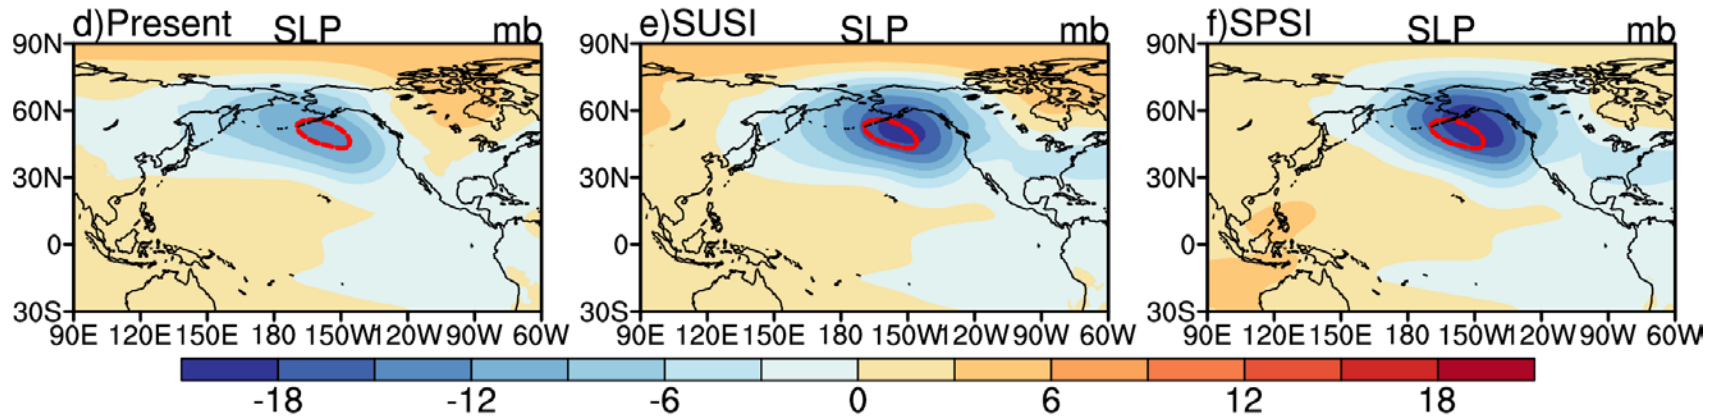 d)Present SLP mb
e)SUSI SLP mb
f)SPSI SLP mb
90N 90N 90N
60N 60N 60N
30N 30N 30N
0 0 0
30S 30S 30S
90E 120E 150E 180 150W 120W 90W 60W
90E 120E 150E 180 150W 120W 90W 60W
90E 120E 150E 180 150W 120W 90W 60W
-18 -12 -6 0 6 12 18